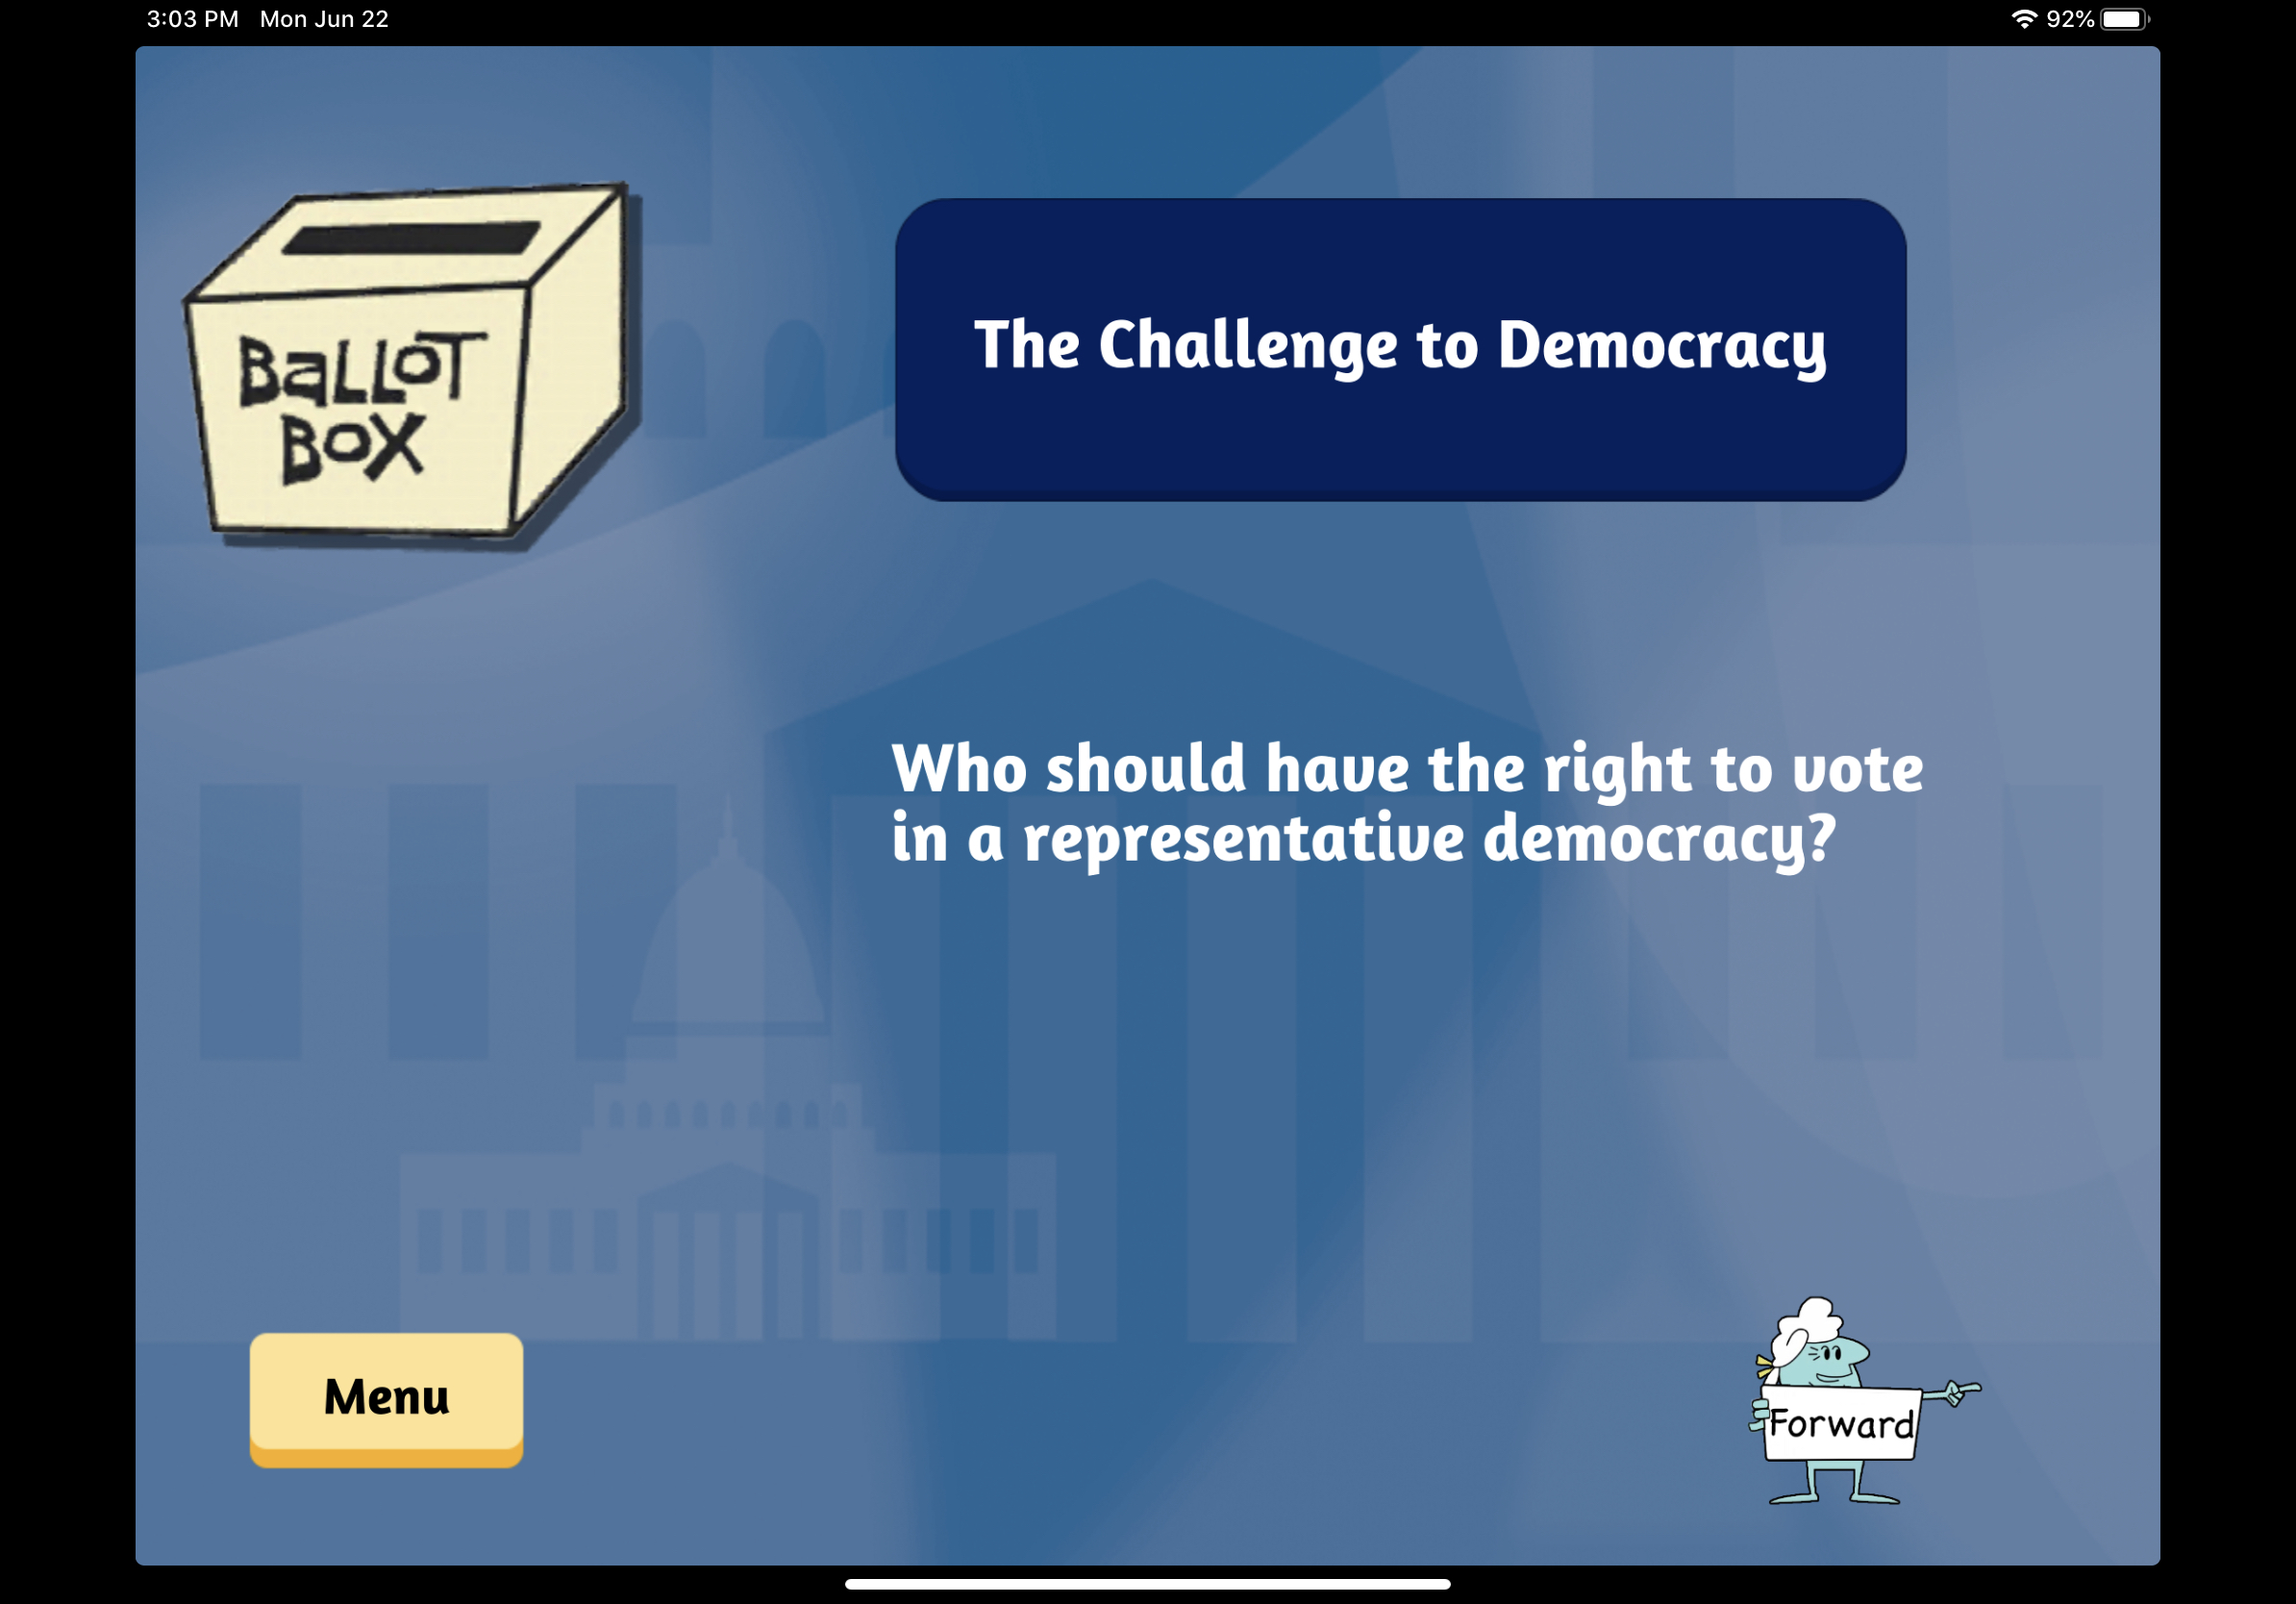 3:03 PM Mon Jun 22
92%
BaLLOT
BOX
The Challenge to Democracy
Who should have the right to vote
in a representative democracy?
Menu
Forward